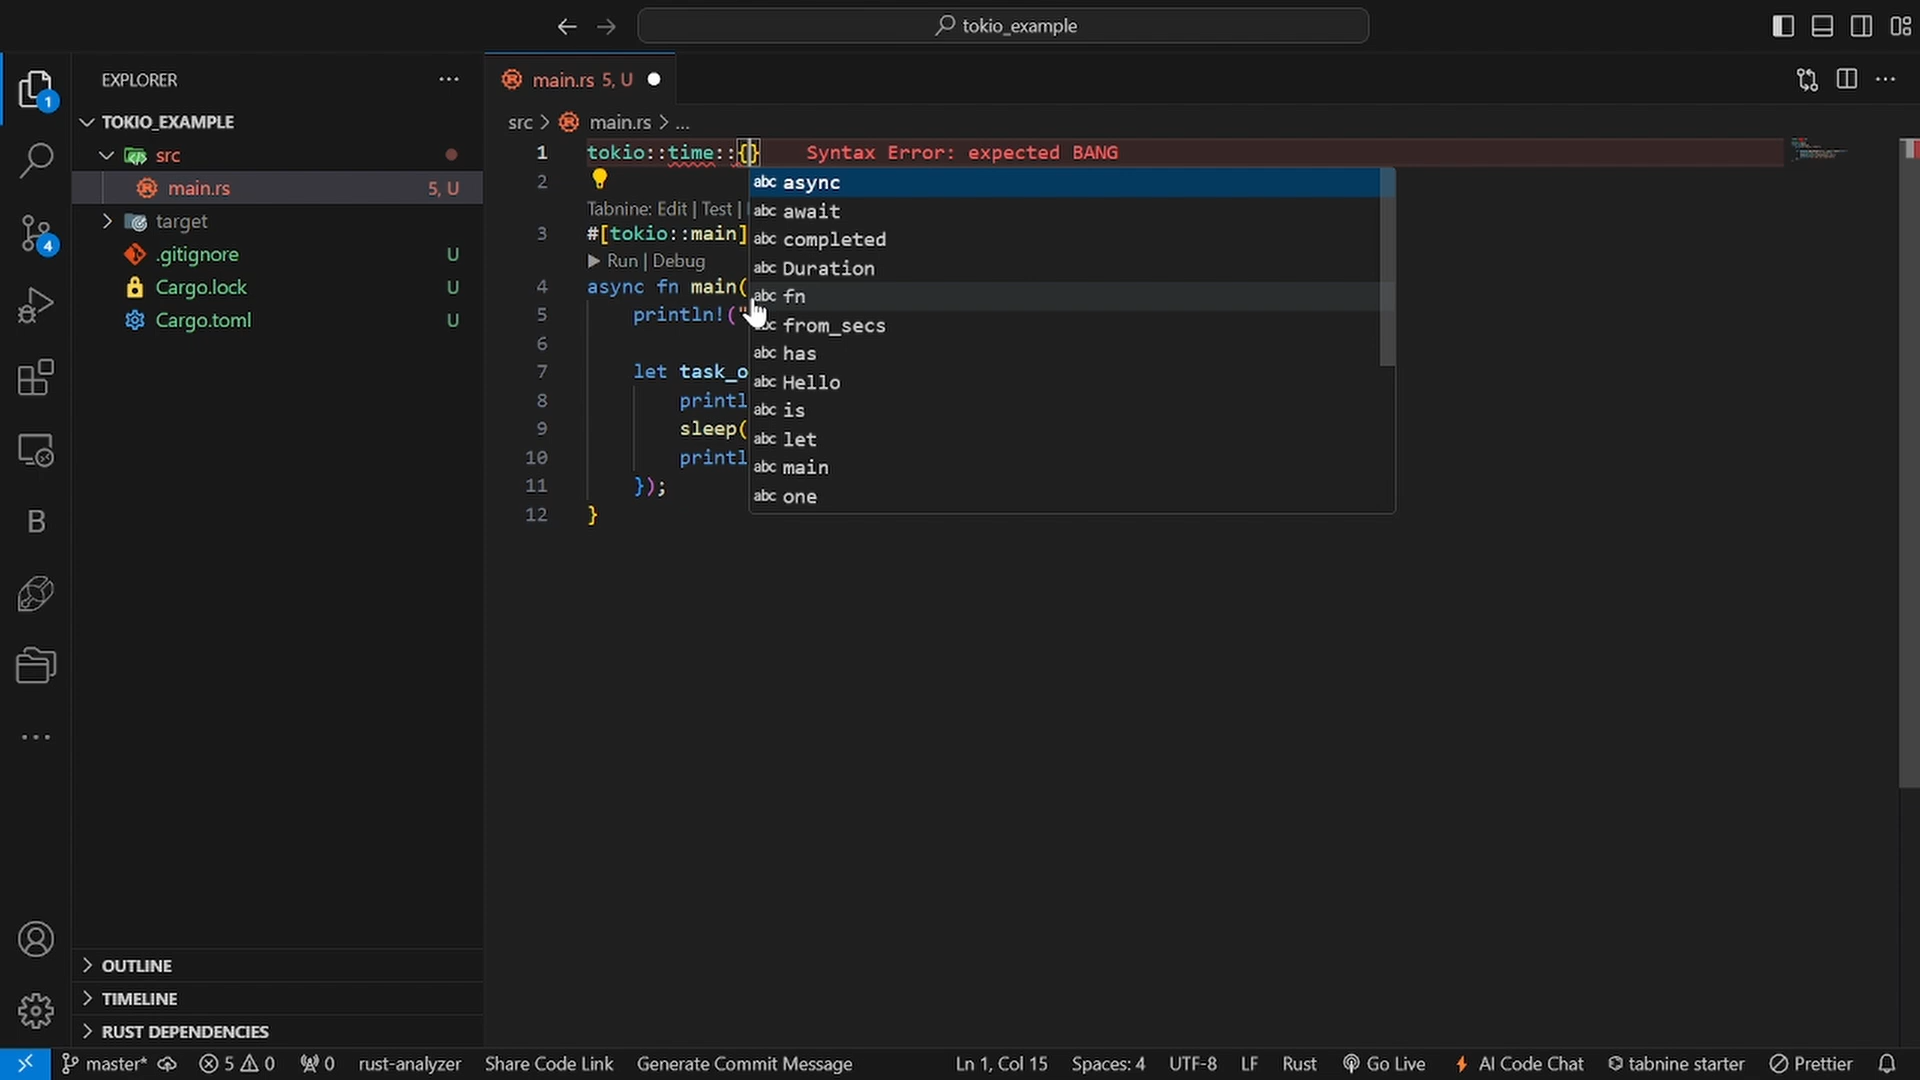 tokio_example
EXPLORER
TOKIO_EXAMPLE
src
main.rs 5, U
target
.gitignore U
Cargo.lock U
Cargo.toml U
OUTLINE
TIMELINE
RUST DEPENDENCIES
main.rs 5, U
src > main.rs > ...
1 tokio::time::{} Syntax Error: expected BANG
2
Tabnine: Edit | Test |
3 #[tokio::main]
Run | Debug
4 async fn main(
5 println!("
6
7 let task_o
8 printl
9 sleep(
10 printl
11 });
12 }
abc async
abc await
abc completed
abc Duration
abc fn
abc from_secs
abc has
abc Hello
abc is
abc let
abc main
abc one
1
4
B
master* 5 0 0 rust-analyzer Share Code Link Generate Commit Message Ln 1, Col 15 Spaces: 4 UTF-8 LF Rust Go Live AI Code Chat tabnine starter Prettier